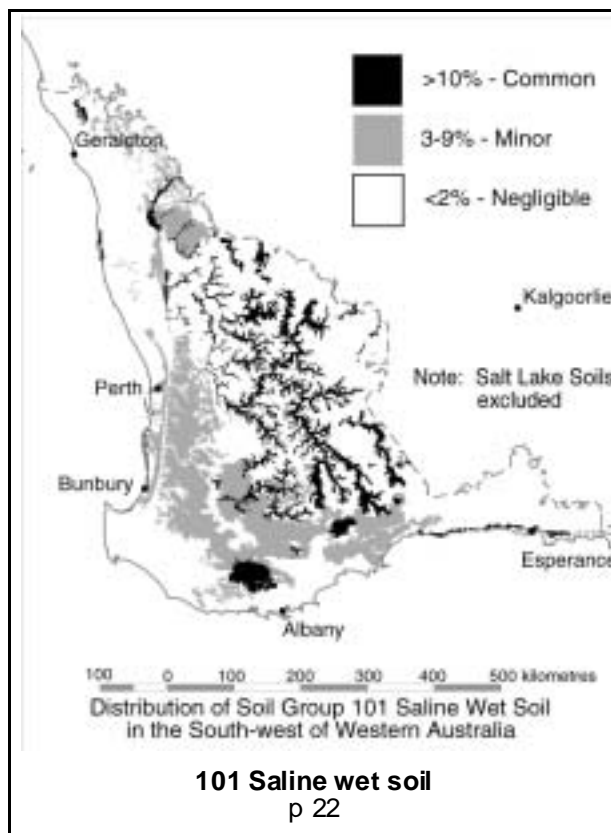 >10% - Common
Geraldton
3-9% - Minor
<2% - Negligible
Kalgoorlie
Perth
Note: Salt Lake Soils
excluded
Bunbury
Esperance
Albany
100 0 100 200 300 400 500 kilometres
Distribution of Soil Group 101 Saline Wet Soil
in the South-west of Western Australia
101 Saline wet soil
p 22